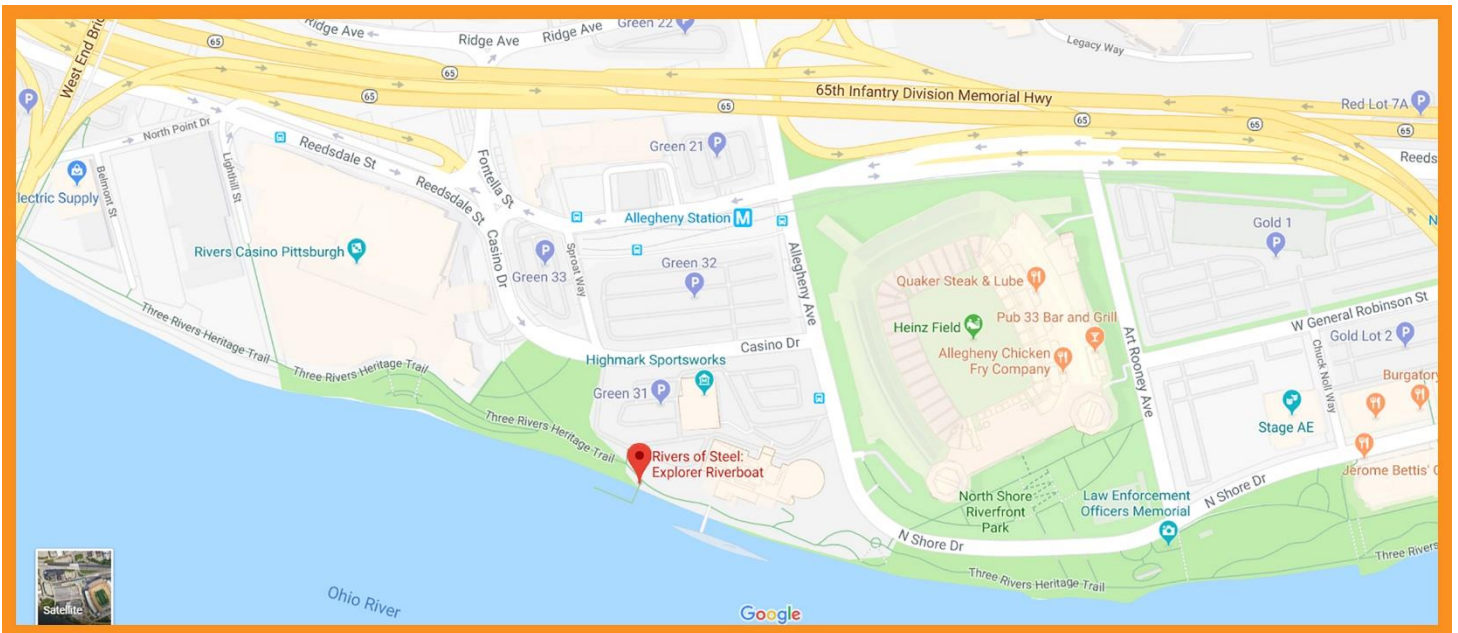 Ridge Ave
Ridge Ave
Ridge Ave
Green 22
Legacy Way
West End Bri
65
65
65
65
65
65
65
65th Infantry Division Memorial Hwy
Red Lot 7A
North Point Dr
Reedsdale St
Green 21
Reeds
Electric Supply
Belmont St
Lighthill St
Fontella St
Reedsdale St
Allegheny Station
M
Gold 1
N
Rivers Casino Pittsburgh
Casino Dr
Green 33
Sproat Way
Green 32
Allegheny Ave
Quaker Steak & Lube
Heinz Field
Pub 33 Bar and Grill
Allegheny Chicken
Fry Company
Art Rooney Ave
W General Robinson St
Gold Lot 2
Chuck Noll Way
Three Rivers Heritage Trail
Three Rivers Heritage Trail
Casino Dr
Highmark Sportsworks
Green 31
Burgatory
Stage AE
Three Rivers Heritage Trail
Rivers of Steel:
Explorer Riverboat
Jerome Bettis'
North Shore
Riverfront
Park
Law Enforcement
Officers Memorial
N Shore Dr
N Shore Dr
Three Rivers
Three Rivers Heritage Trail
Ohio River
Satellite
Google